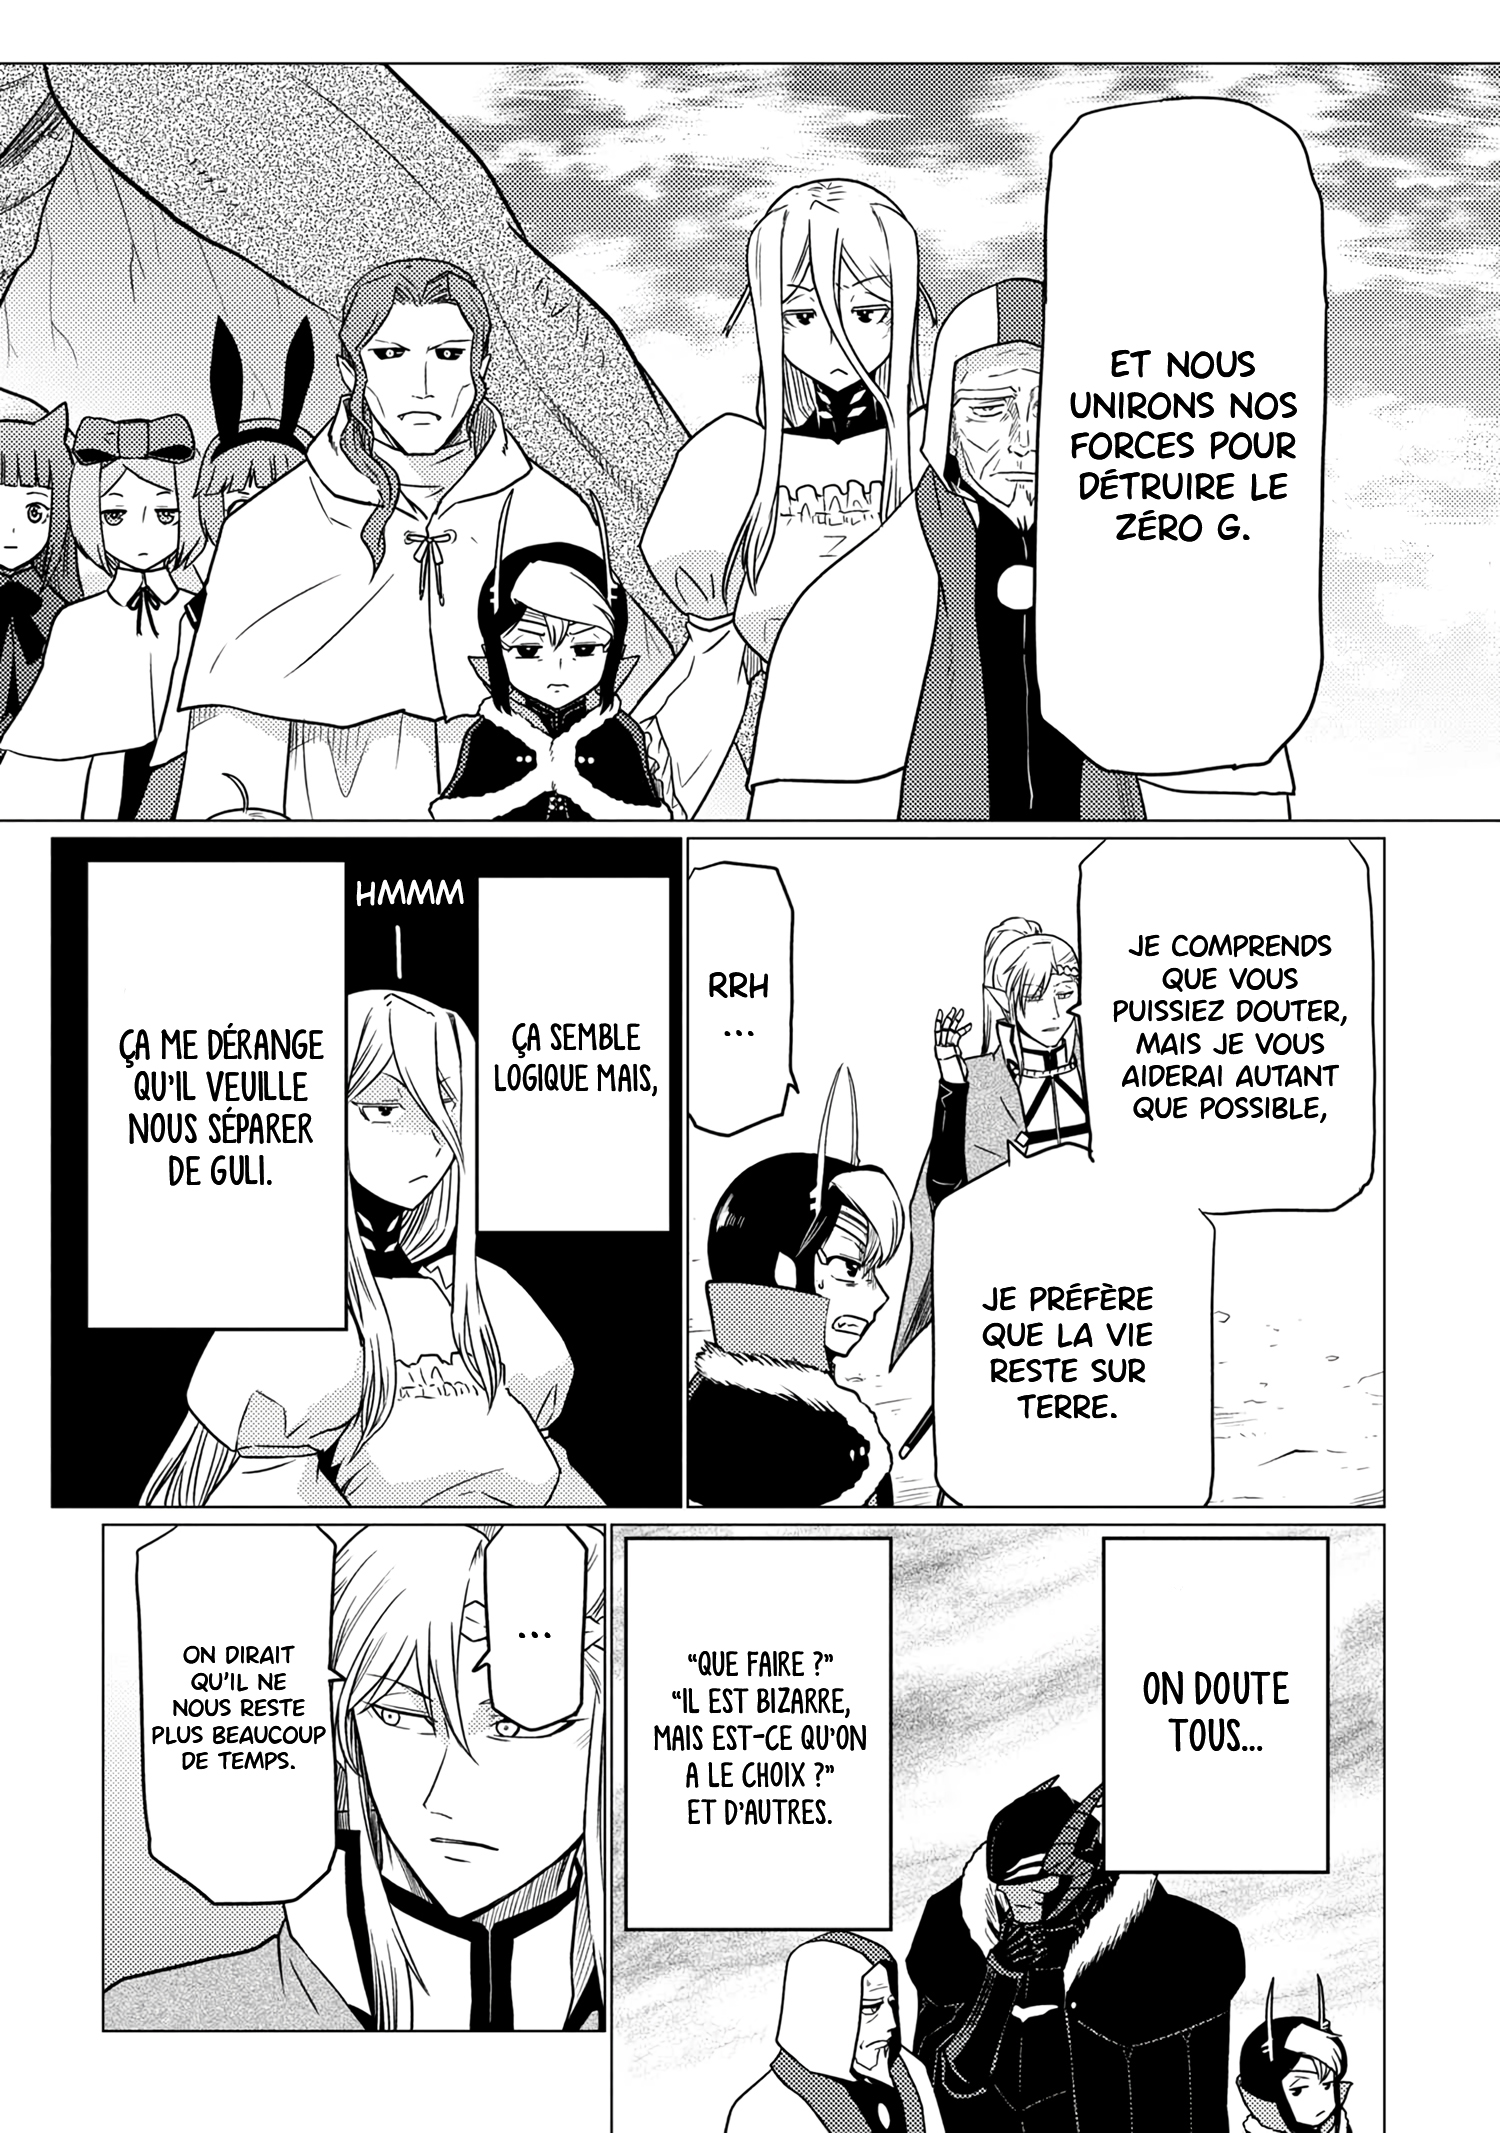 ET NOUS
UNIRONS NOS
FORCES POUR
DÉTRUIRE LE
ZÉRO G.
JE COMPRENDS
QUE VOUS
PUISSIEZ DOUTER,
MAIS JE VOUS
AIDERAI AUTANT
QUE POSSIBLE,
JE PRÉFÈRE
QUE LA VIE
RESTE SUR
TERRE.
RRH
...
ÇA SEMBLE
LOGIQUE MAIS,
HMMM
ÇA ME DÉRANGE
QU'IL VEUILLE
NOUS SÉPARER
DE GULI.
ON DOUTE
TOUS...
"QUE FAIRE ?"
"IL EST BIZARRE,
MAIS EST-CE QU'ON
A LE CHOIX ?"
ET D'AUTRES.
...
ON DIRAIT
QU'IL NE
NOUS RESTE
PLUS BEAUCOUP
DE TEMPS.